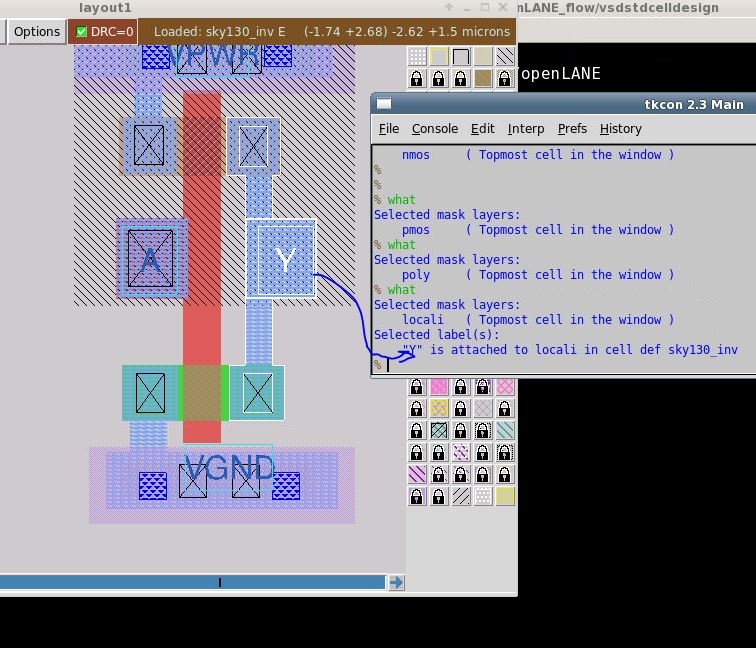 layout1
nLANE_flow/vsdstdcelldesign
Options
DRC=0
Loaded: sky130_inv E (-1.74 +2.68) -2.62 +1.5 microns
VPWR
openLANE
tkcon 2.3 Main
File Console Edit Interp Prefs History
nmos ( Topmost cell in the window )
%
%
% what
Selected mask layers:
pmos ( Topmost cell in the window )
% what
Selected mask layers:
poly ( Topmost cell in the window )
% what
Selected mask layers:
locali ( Topmost cell in the window )
Selected label(s):
"Y" is attached to locali in cell def sky130_inv
%
A
Y
VGND